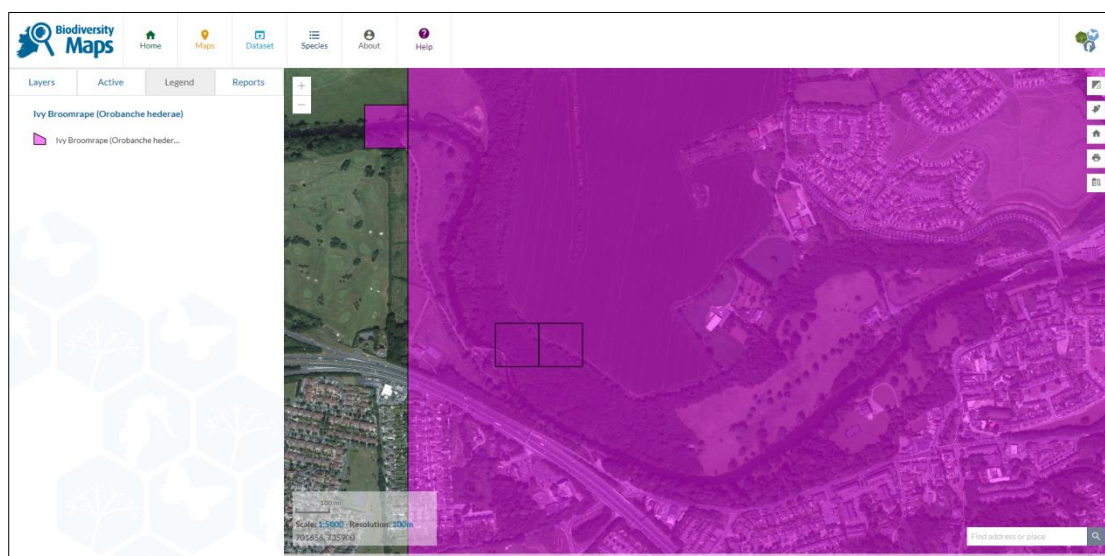 Biodiversity
Maps
Home
Maps
Dataset
Species
About
Help
Layers
Active
Legend
Reports
Ivy Broomrape (Orobanche hederae)
Ivy Broomrape (Orobanche heder...
100 m
Scale: 1:5000 - Resolution: 100m
701656, 735900
Find address or place